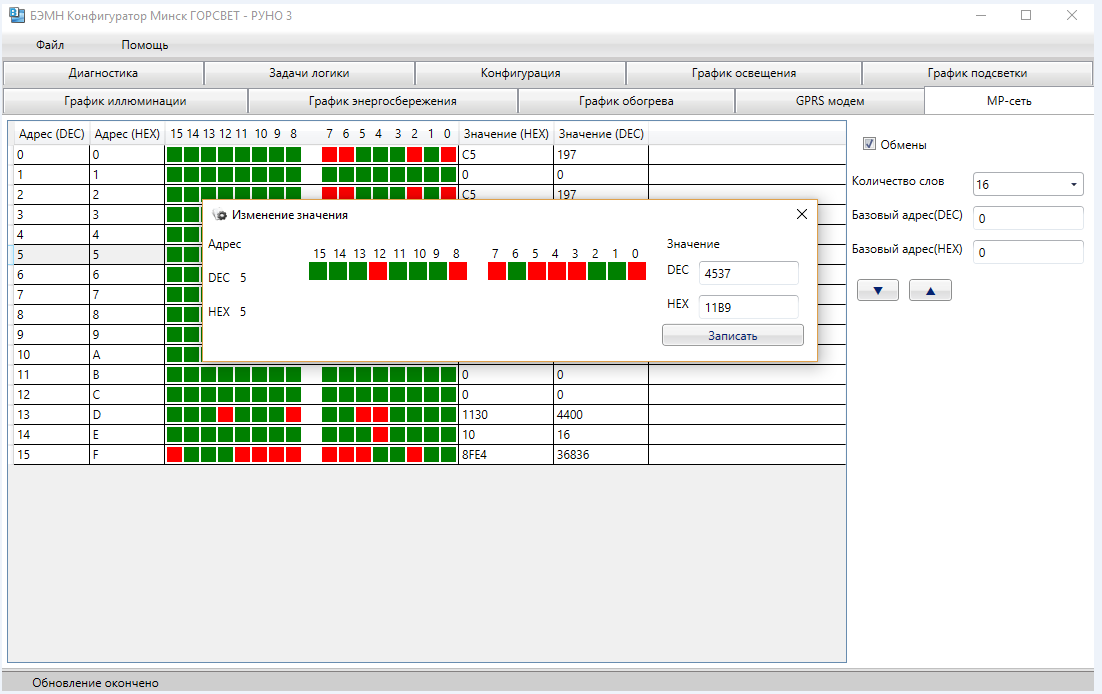 БЭМН Конфигуратор Минск ГОРСВЕТ - РУНО 3
Файл Помощь
Диагностика Задачи логики Конфигурация График освещения График подсветки
График иллюминации График энергосбережения График обогрева GPRS модем МР-сеть
Адрес (DEC) Адрес (HEX) 15 14 13 12 11 10 9 8 7 6 5 4 3 2 1 0 Значение (HEX) Значение (DEC)
0 0 C5 197
1 1 0 0
2 2 C5 197
3 3
4 4
5 5
6 6
7 7
8 8
9 9
10 A
11 B 0 0
12 C 0 0
13 D 1130 4400
14 E 10 16
15 F 8FE4 36836
Изменение значения
Адрес
DEC 5
HEX 5
15 14 13 12 11 10 9 8 7 6 5 4 3 2 1 0
Значение
DEC 4537
HEX 11B9
Записать
Обмены
Количество слов 16
Базовый адрес(DEC) 0
Базовый адрес(HEX) 0
Обновление окончено